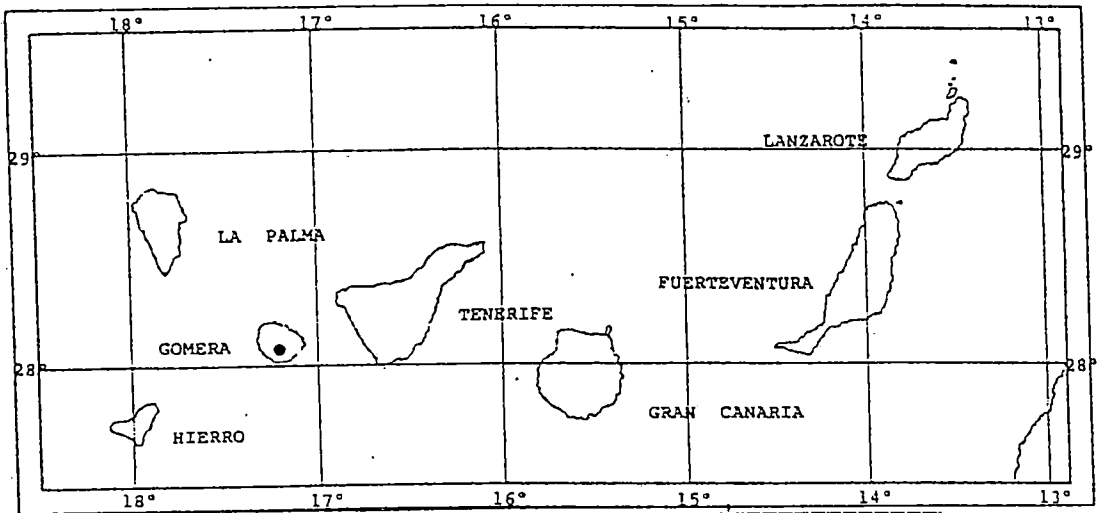 18° 17° 16° 15° 14° 13°
LANZAROTE
29° 29°
LA PALMA
FUERTEVENTURA
TENERIFE
GOMERA
28° 28°
GRAN CANARIA
HIERRO
18° 17° 16° 15° 14° 13°